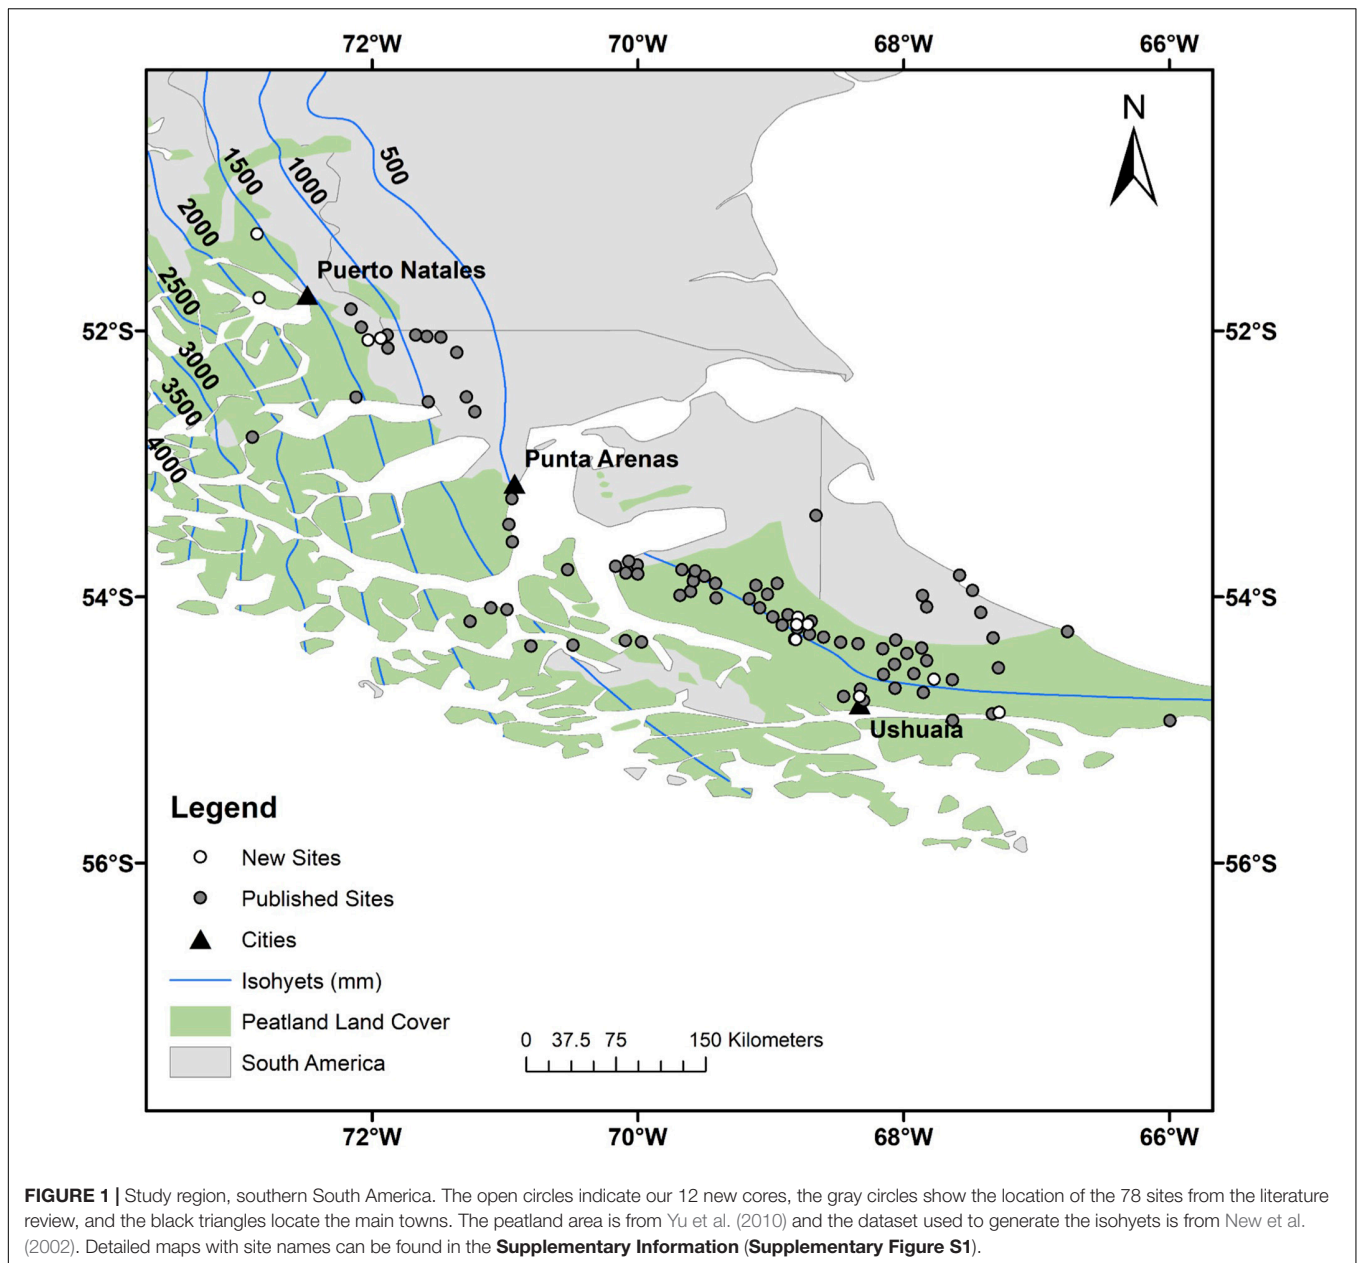 72°W 70°W 68°W 66°W
N
500
1500
1000
2000
Puerto Natales
2500
52°S 52°S
3000
3500
4000
Punta Arenas
54°S 54°S
Ushuaia
Legend
New Sites
56°S 56°S
Published Sites
Cities
Isohyets (mm)
Peatland Land Cover
0 37.5 75 150 Kilometers
South America
72°W 70°W 68°W 66°W
FIGURE 1 | Study region, southern South America. The open circles indicate our 12 new cores, the gray circles show the location of the 78 sites from the literature
review, and the black triangles locate the main towns. The peatland area is from Yu et al. (2010) and the dataset used to generate the isohyets is from New et al.
(2002). Detailed maps with site names can be found in the Supplementary Information (Supplementary Figure S1).